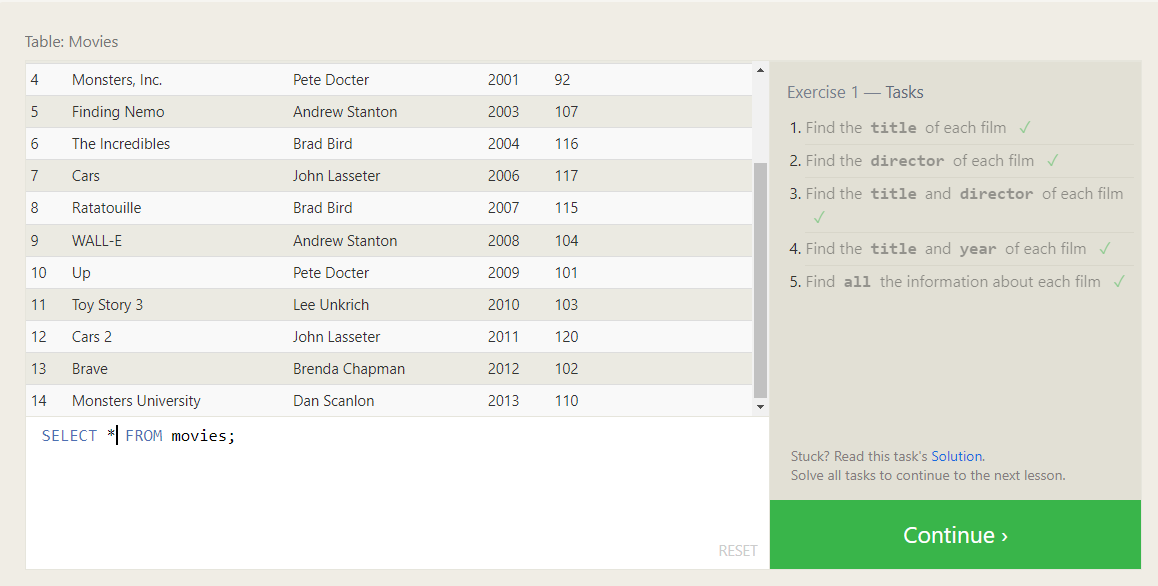 Table: Movies
4 Monsters, Inc. Pete Docter 2001 92
5 Finding Nemo Andrew Stanton 2003 107
6 The Incredibles Brad Bird 2004 116
7 Cars John Lasseter 2006 117
8 Ratatouille Brad Bird 2007 115
9 WALL-E Andrew Stanton 2008 104
10 Up Pete Docter 2009 101
11 Toy Story 3 Lee Unkrich 2010 103
12 Cars 2 John Lasseter 2011 120
13 Brave Brenda Chapman 2012 102
14 Monsters University Dan Scanlon 2013 110
SELECT * FROM movies;
RESET
Exercise 1 — Tasks
1. Find the title of each film ✓
2. Find the director of each film ✓
3. Find the title and director of each film
✓
4. Find the title and year of each film ✓
5. Find all the information about each film ✓
Stuck? Read this task's Solution.
Solve all tasks to continue to the next lesson.
Continue ›